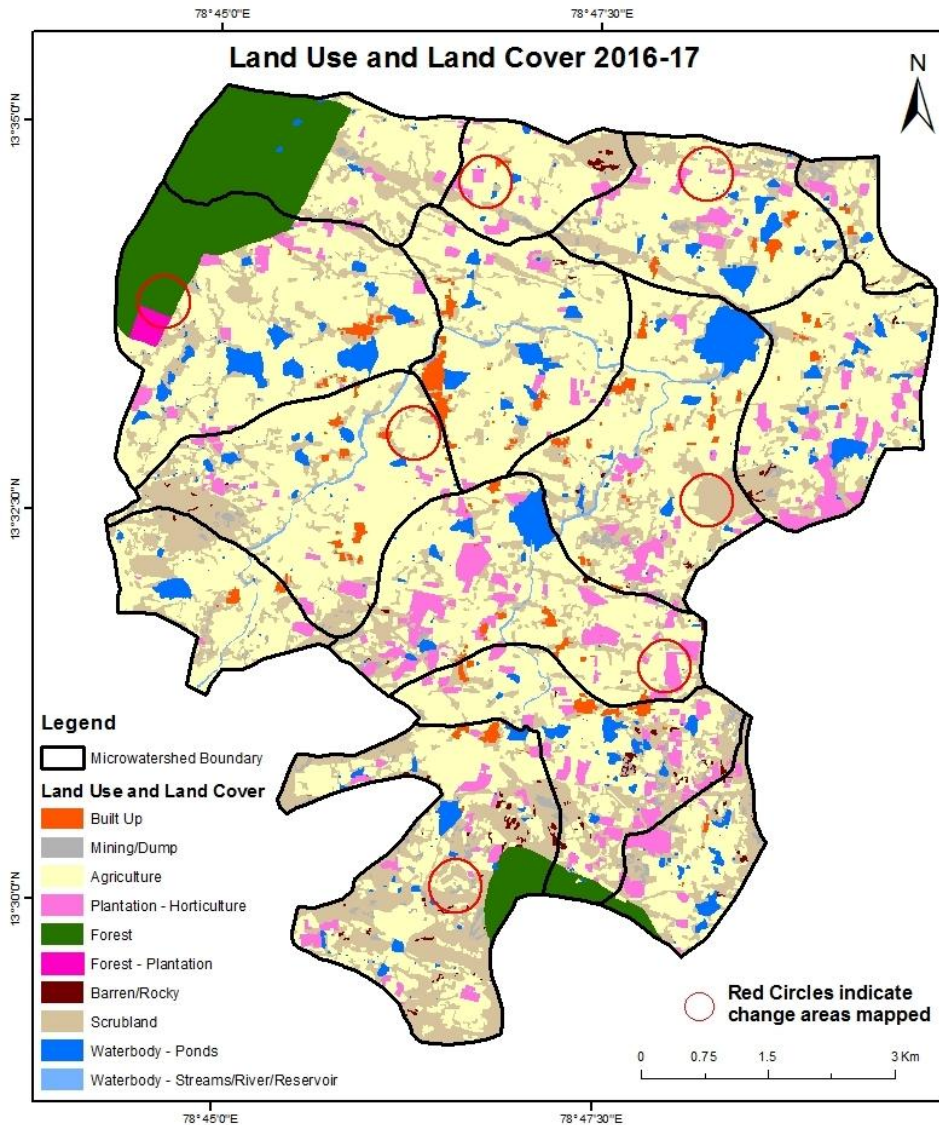 78°45'0"E 78°47'30"E
Land Use and Land Cover 2016-17
N
13°35'0"N
13°32'30"N
13°30'0"N
Legend
Microwatershed Boundary
Land Use and Land Cover
Built Up
Mining/Dump
Agriculture
Plantation - Horticulture
Forest
Forest - Plantation
Barren/Rocky
Scrubland
Waterbody - Ponds
Waterbody - Streams/River/Reservoir
Red Circles indicate
change areas mapped
0 0.75 1.5 3 Km
78°45'0"E 78°47'30"E